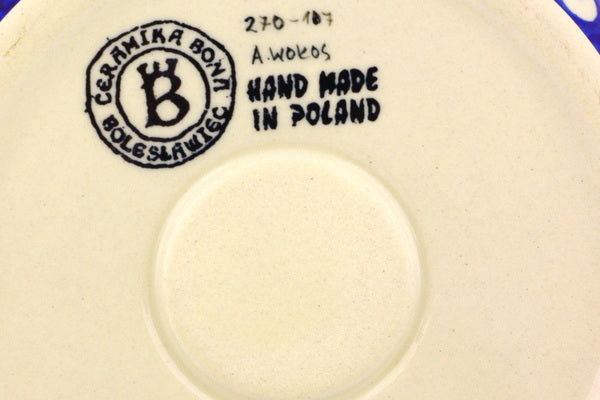 CERAMIKA BONA
BOLESŁAWIEC
B
270-107
A.WOKOS
HAND MADE
IN POLAND